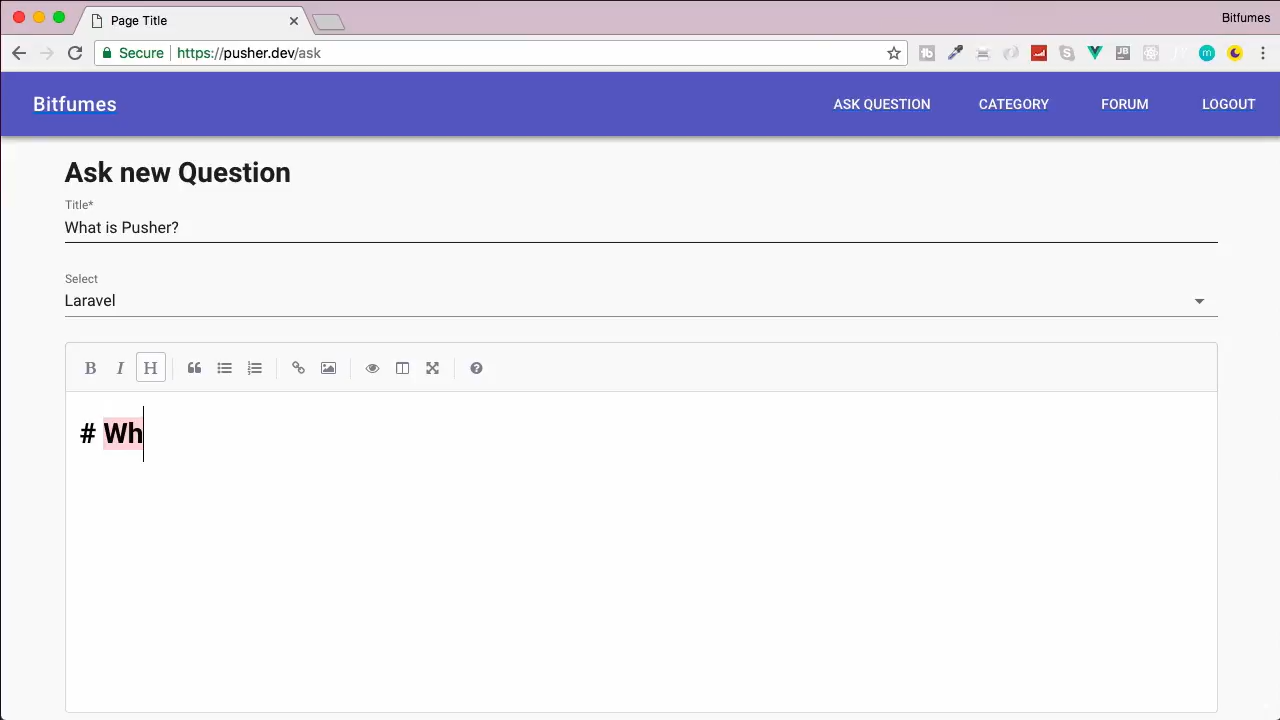 Page Title
Bitfumes
Secure https://pusher.dev/ask
Bitfumes
ASK QUESTION
CATEGORY
FORUM
LOGOUT
Ask new Question
Title*
What is Pusher?
Select
Laravel
B I H
# Wh